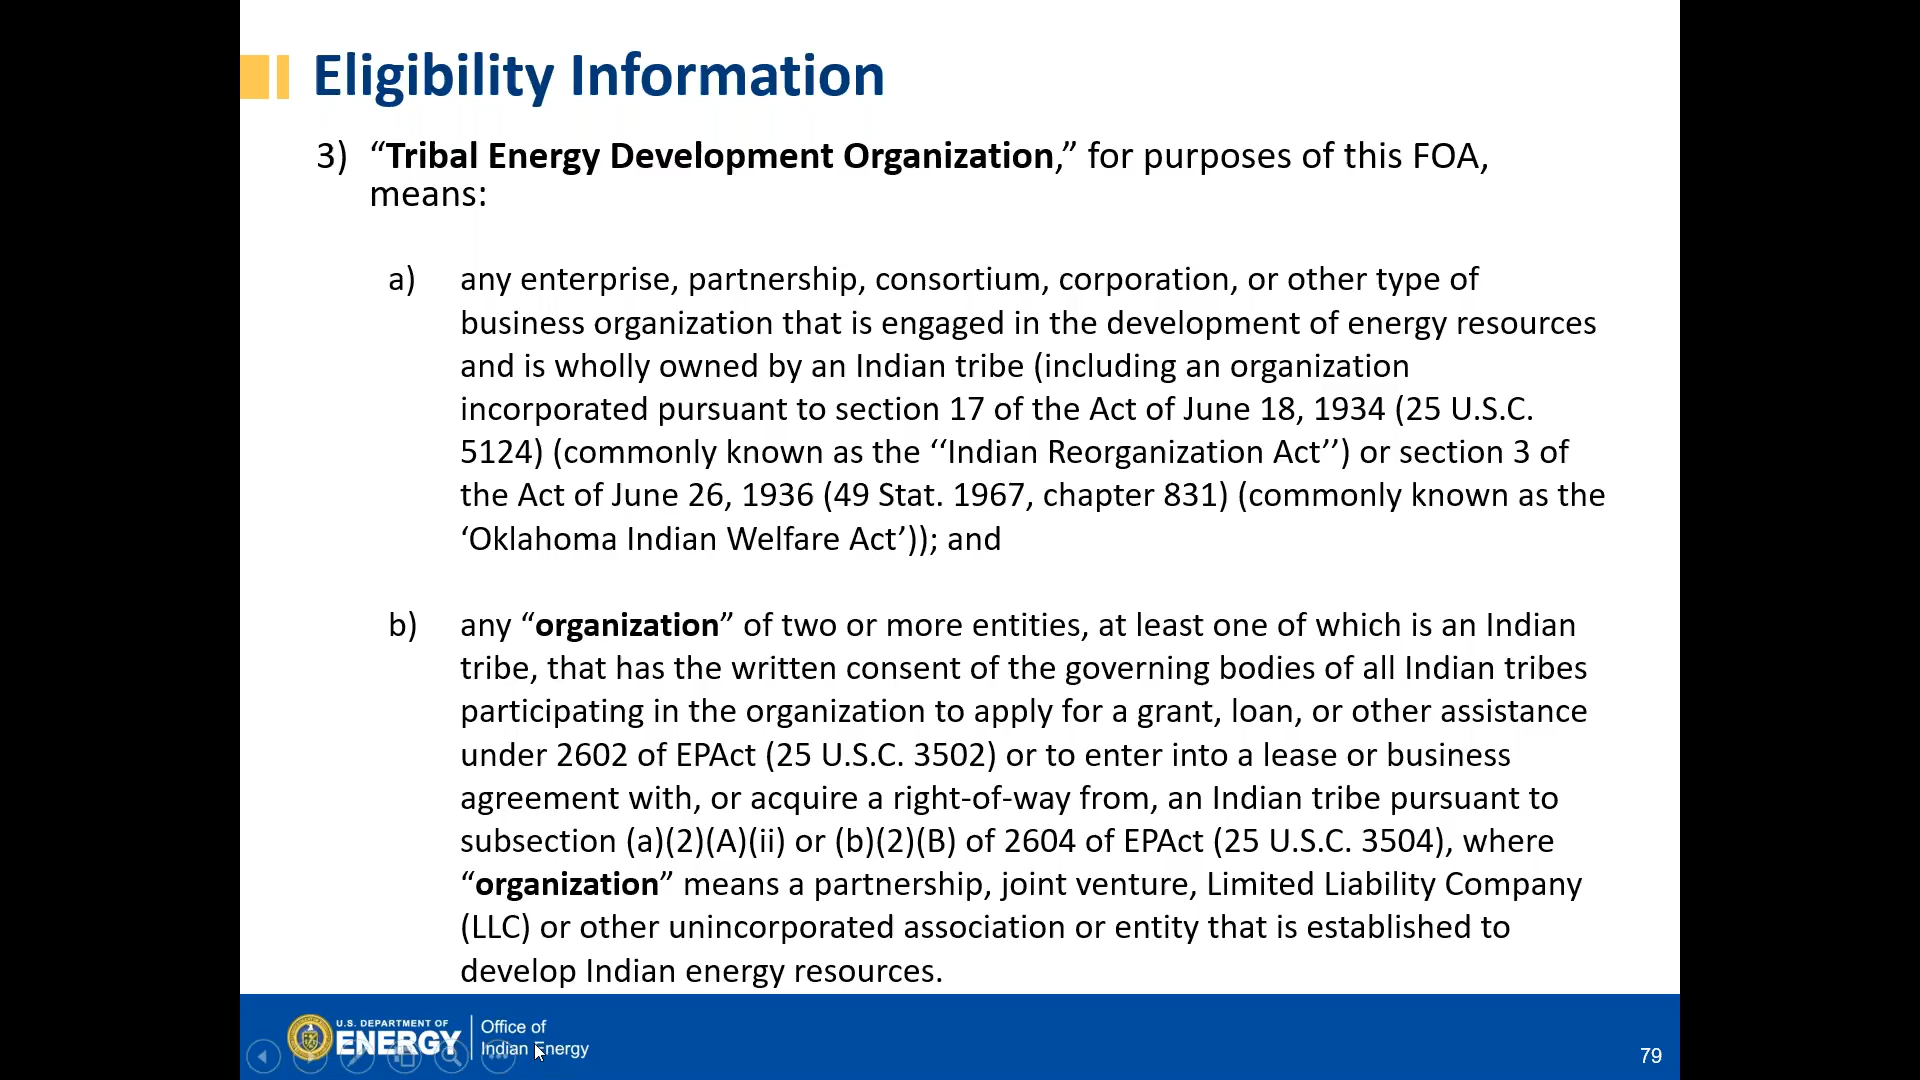 Eligibility Information
3) “Tribal Energy Development Organization,” for purposes of this FOA,
means:
a) any enterprise, partnership, consortium, corporation, or other type of
business organization that is engaged in the development of energy resources
and is wholly owned by an Indian tribe (including an organization
incorporated pursuant to section 17 of the Act of June 18, 1934 (25 U.S.C.
5124) (commonly known as the ‘‘Indian Reorganization Act’’) or section 3 of
the Act of June 26, 1936 (49 Stat. 1967, chapter 831) (commonly known as the
‘Oklahoma Indian Welfare Act’)); and
b) any “organization” of two or more entities, at least one of which is an Indian
tribe, that has the written consent of the governing bodies of all Indian tribes
participating in the organization to apply for a grant, loan, or other assistance
under 2602 of EPAct (25 U.S.C. 3502) or to enter into a lease or business
agreement with, or acquire a right-of-way from, an Indian tribe pursuant to
subsection (a)(2)(A)(ii) or (b)(2)(B) of 2604 of EPAct (25 U.S.C. 3504), where
“organization” means a partnership, joint venture, Limited Liability Company
(LLC) or other unincorporated association or entity that is established to
develop Indian energy resources.
U.S. DEPARTMENT OF
ENERGY
Office of
Indian Energy
79